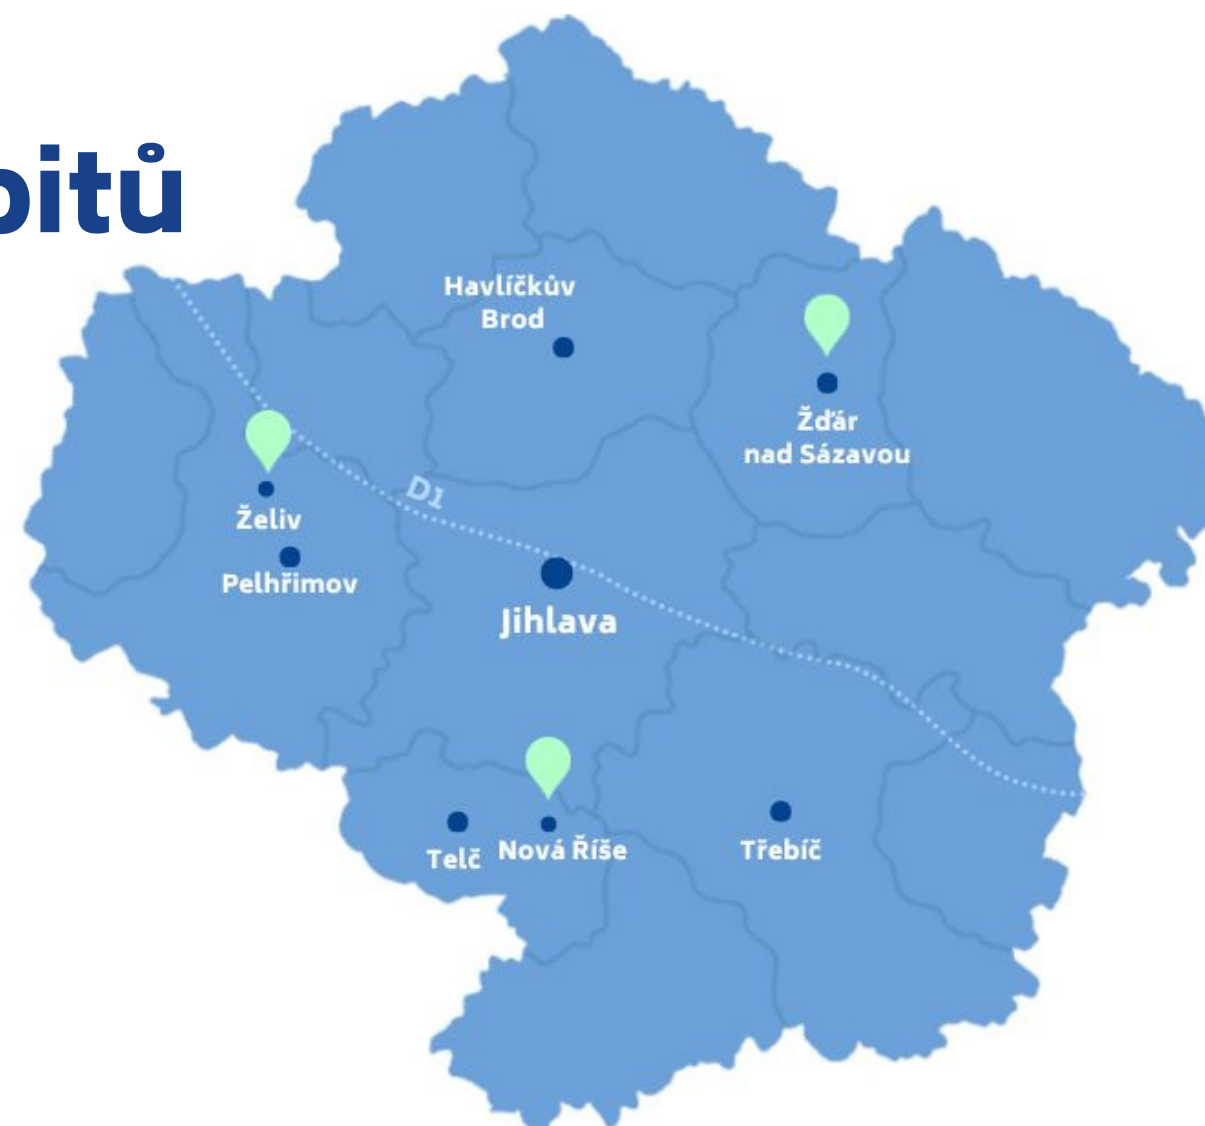 pitů
Havlíčkův
Brod
Žďár
nad Sázavou
D1
Želiv
Pelhřimov
Jihlava
Telč
Nová Říše
Třebíč